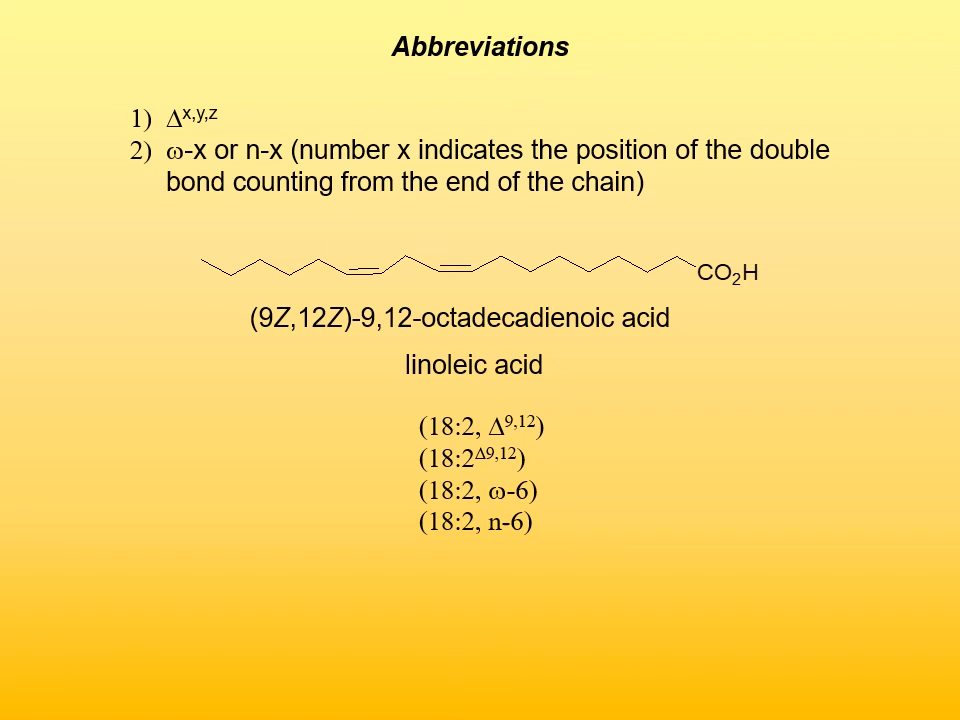 Abbreviations
1) Δx,y,z
2) ω-x or n-x (number x indicates the position of the double
bond counting from the end of the chain)
CO2H
(9Z,12Z)-9,12-octadecadienoic acid
linoleic acid
(18:2, Δ9,12)
(18:2Δ9,12)
(18:2, ω-6)
(18:2, n-6)